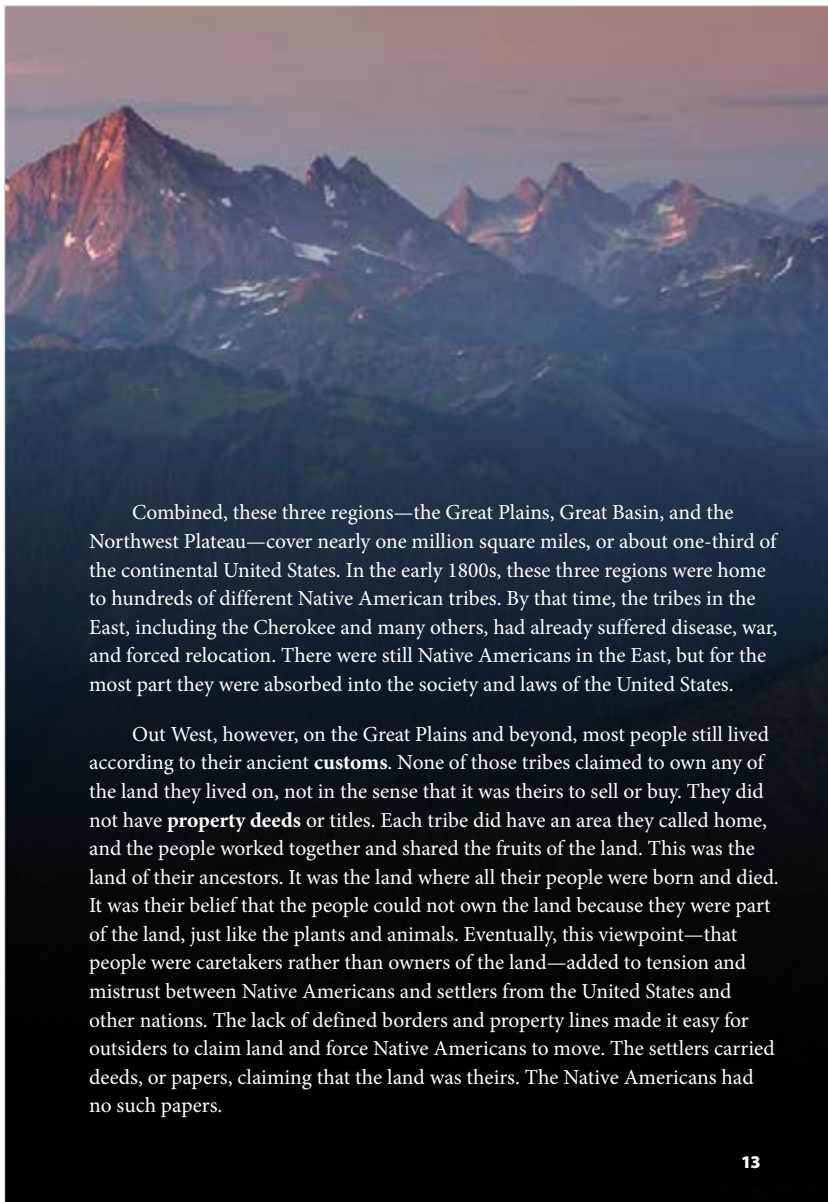 Combined, these three regions—the Great Plains, Great Basin, and the
Northwest Plateau—cover nearly one million square miles, or about one-third of
the continental United States. In the early 1800s, these three regions were home
to hundreds of different Native American tribes. By that time, the tribes in the
East, including the Cherokee and many others, had already suffered disease, war,
and forced relocation. There were still Native Americans in the East, but for the
most part they were absorbed into the society and laws of the United States.
Out West, however, on the Great Plains and beyond, most people still lived
according to their ancient customs. None of those tribes claimed to own any of
the land they lived on, not in the sense that it was theirs to sell or buy. They did
not have property deeds or titles. Each tribe did have an area they called home,
and the people worked together and shared the fruits of the land. This was the
land of their ancestors. It was the land where all their people were born and died.
It was their belief that the people could not own the land because they were part
of the land, just like the plants and animals. Eventually, this viewpoint—that
people were caretakers rather than owners of the land—added to tension and
mistrust between Native Americans and settlers from the United States and
other nations. The lack of defined borders and property lines made it easy for
outsiders to claim land and force Native Americans to move. The settlers carried
deeds, or papers, claiming that the land was theirs. The Native Americans had
no such papers.
13